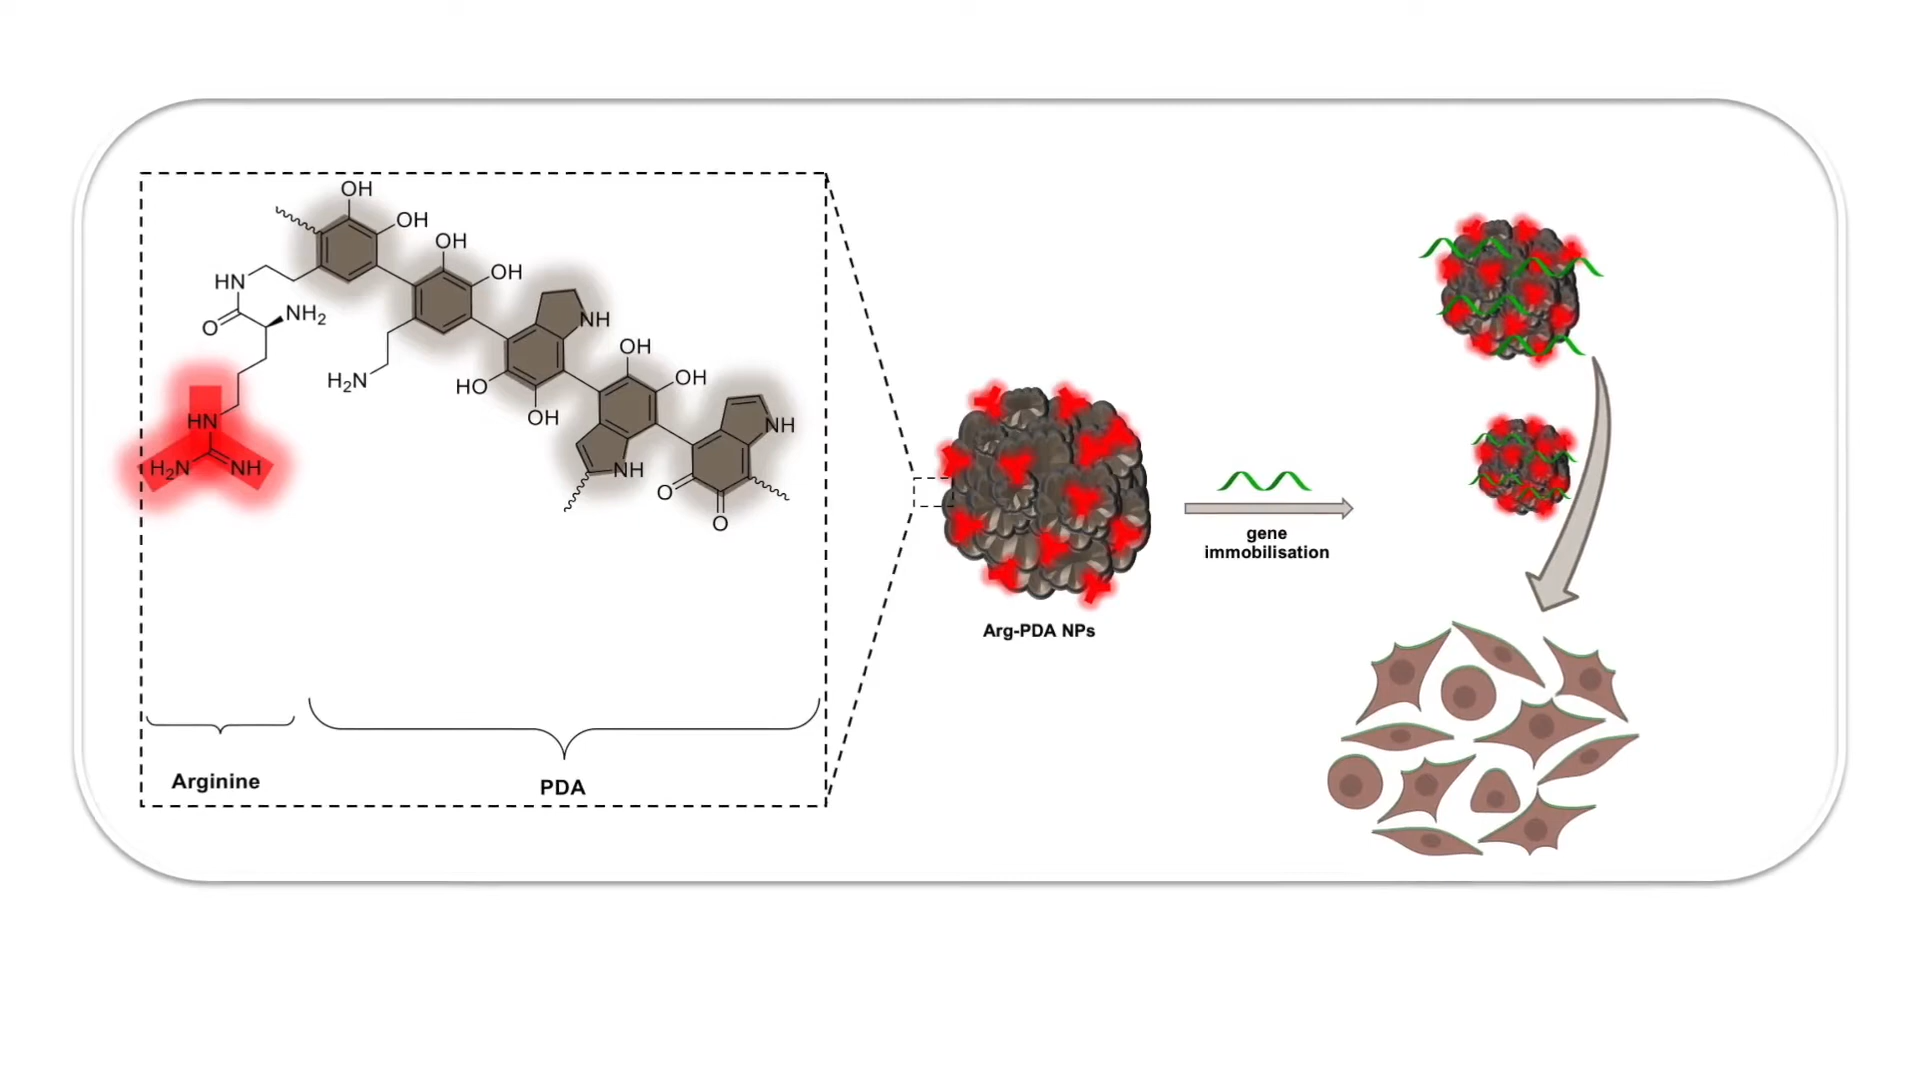 OH
OH
OH
OH
HN
NH2
O
NH
H2N
HO
OH
OH
OH
NH
NH
O
O
HN
H2N
NH
gene
immobilisation
Arg-PDA NPs
Arginine
PDA